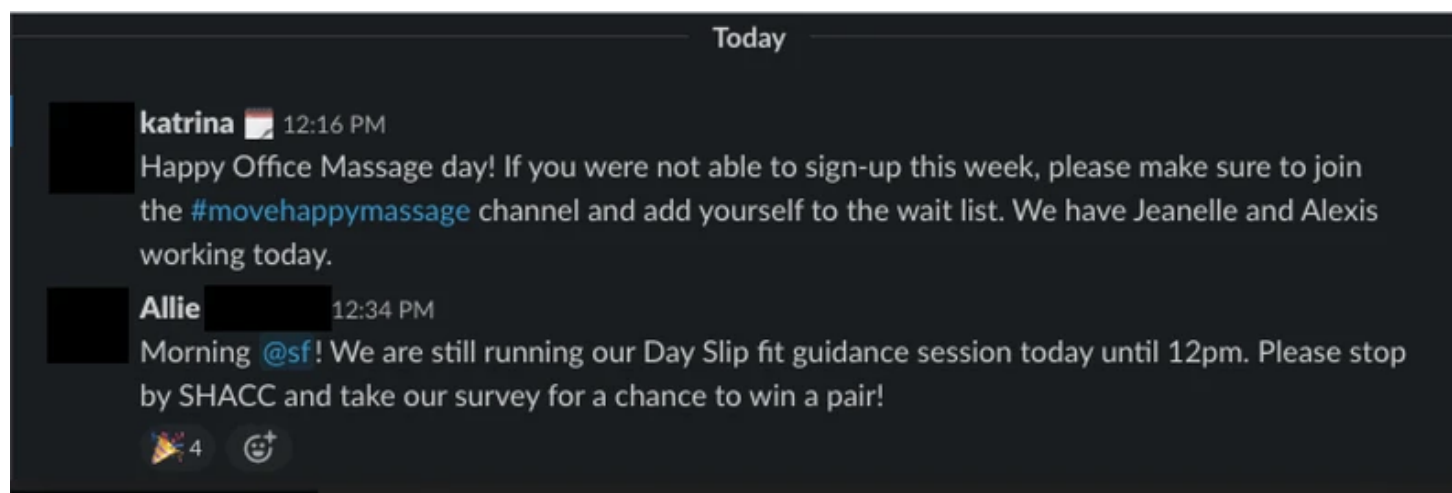 Today
katrina 12:16 PM
Happy Office Massage day! If you were not able to sign-up this week, please make sure to join
the #movehappymassage channel and add yourself to the wait list. We have Jeanelle and Alexis
working today.
Allie 12:34 PM
Morning @sf! We are still running our Day Slip fit guidance session today until 12pm. Please stop
by SHACC and take our survey for a chance to win a pair!
4